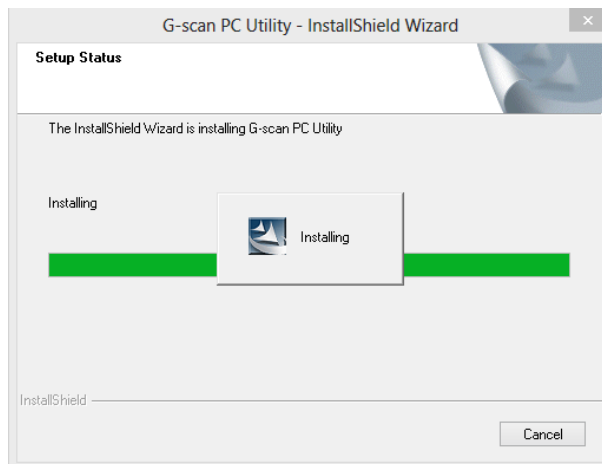 G-scan PC Utility - InstallShield Wizard
Setup Status
The InstallShield Wizard is installing G-scan PC Utility
Installing
Installing
InstallShield
Cancel